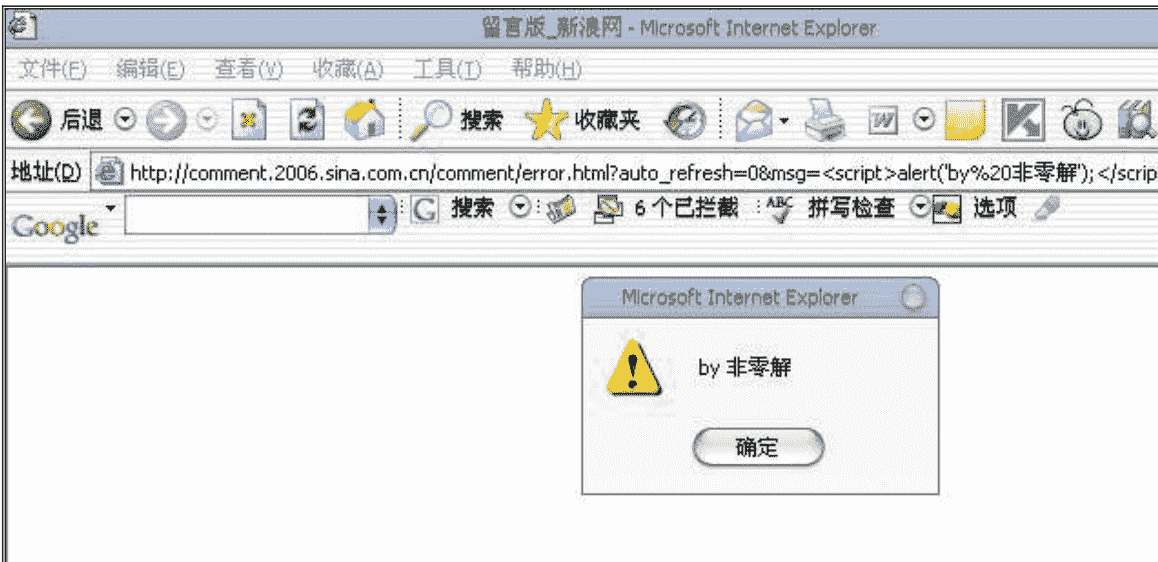 留言版_新浪网 - Microsoft Internet Explorer
文件(F) 编辑(E) 查看(V) 收藏(A) 工具(T) 帮助(H)
后退 搜索 收藏夹
地址(D) http://comment.2006.sina.com.cn/comment/error.html?auto_refresh=0&msg=<script>alert('by%20非零解');</scrip
Google G 搜索 6 个已拦截 ABC 拼写检查 选项
Microsoft Internet Explorer
by 非零解
确定